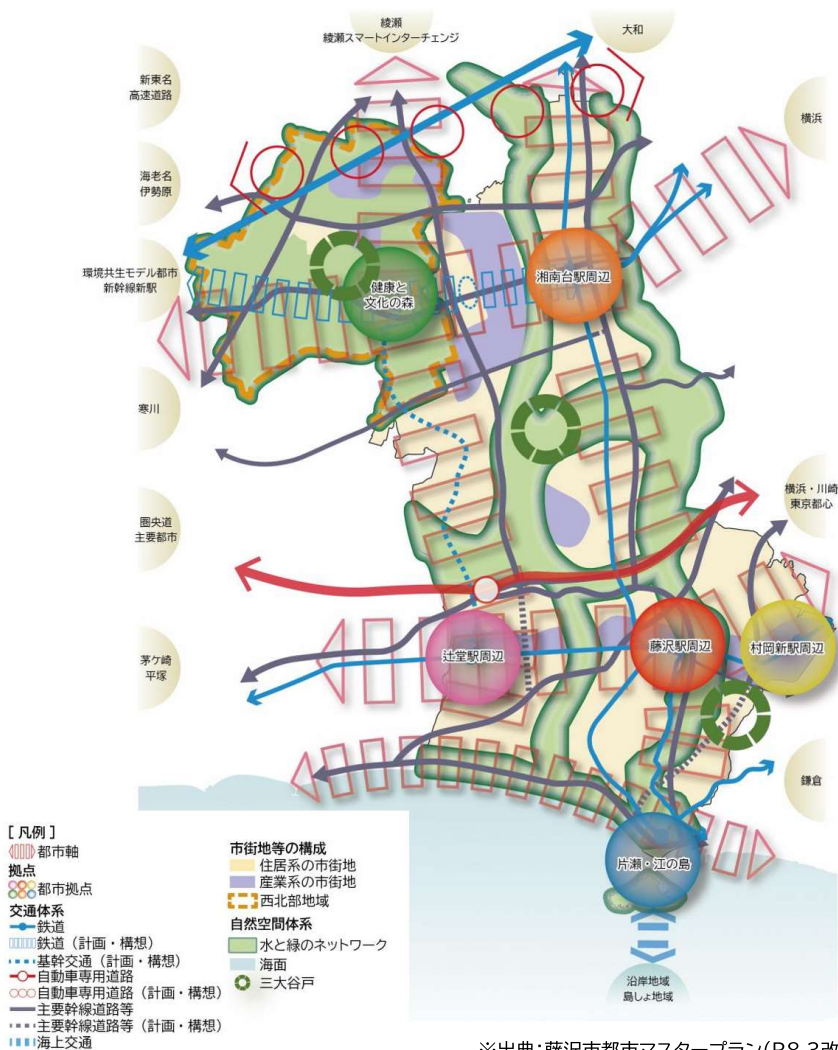 綾瀬
綾瀬スマートインターチェンジ
大和
新東名
高速道路
横浜
海老名
伊勢原
環境共生モデル都市
新幹線新駅
健康と
文化の森
湘南台駅周辺
寒川
横浜・川崎
東京都心
圏央道
主要都市
茅ケ崎
平塚
辻堂駅周辺
藤沢駅周辺
村岡新駅周辺
鎌倉
片瀬・江の島
沿岸地域
島しょ地域
[ 凡例 ]
都市軸
拠点
都市拠点
交通体系
鉄道
鉄道（計画・構想）
基幹交通（計画・構想）
自動車専用道路
自動車専用道路（計画・構想）
主要幹線道路等
主要幹線道路等（計画・構想）
海上交通
市街地等の構成
住居系の市街地
産業系の市街地
西北部地域
自然空間体系
水と緑のネットワーク
海面
三大谷戸